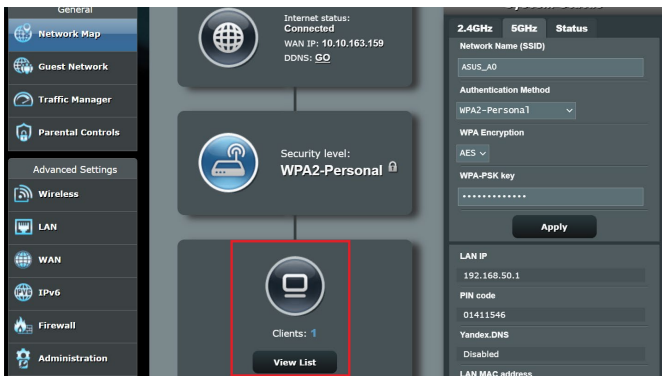 General
Network Map
Guest Network
Traffic Manager
Parental Controls
Advanced Settings
Wireless
LAN
WAN
IPv6
Firewall
Administration
Internet status:
Connected
WAN IP: 10.10.163.159
DDNS: GO
Security level:
WPA2-Personal
Clients: 1
View List
System Status
2.4GHz 5GHz Status
Network Name (SSID)
ASUS_A0
Authentication Method
WPA2-Personal
WPA Encryption
AES
WPA-PSK key
•••••••••••••
Apply
LAN IP
192.168.50.1
PIN code
01411546
Yandex.DNS
Disabled
LAN MAC address